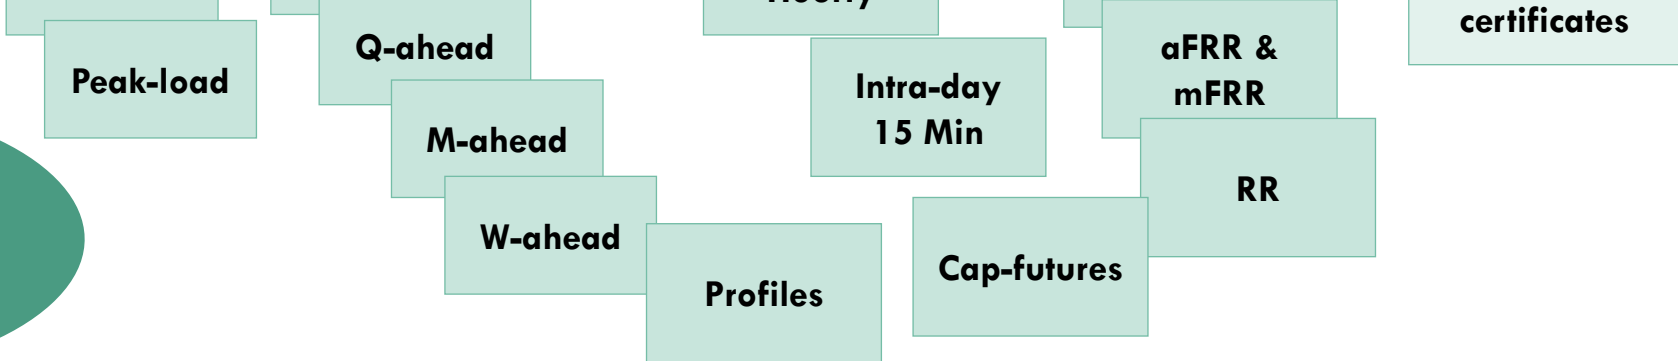 certificates
Peak-load
Q-ahead
M-ahead
W-ahead
Profiles
Intra-day
15 Min
Cap-futures
aFRR &
mFRR
RR